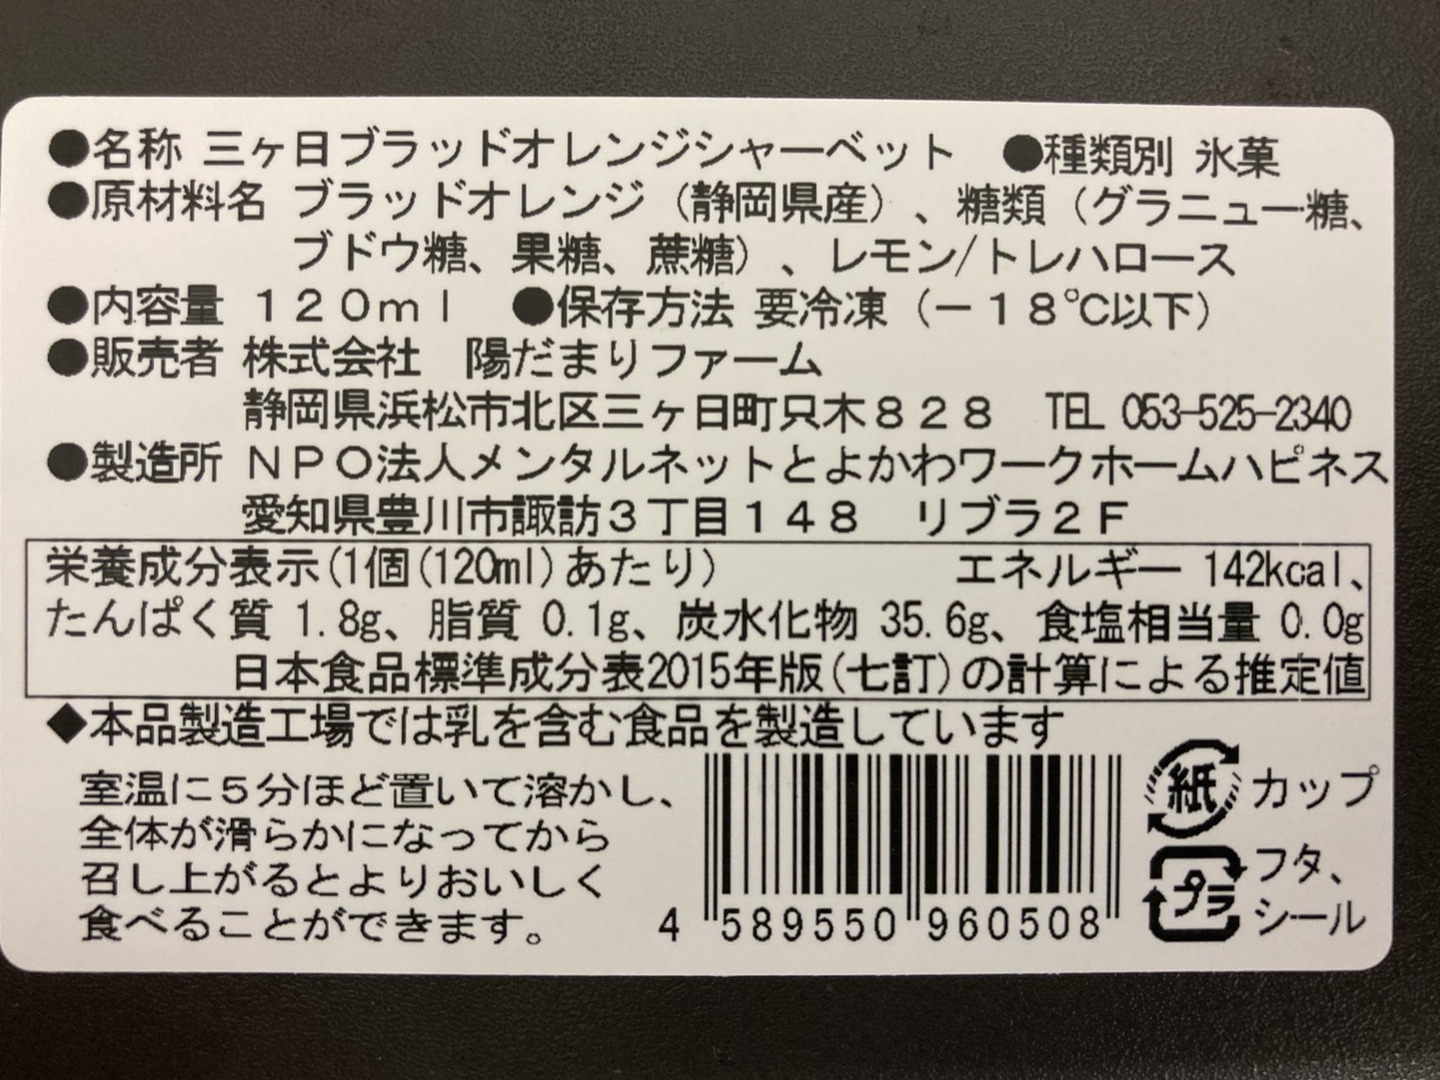 ●名称 三ヶ日ブラッドオレンジシャーベット ●種類別 氷菓
●原材料名 ブラッドオレンジ（静岡県産）、糖類（グラニュー糖、
ブドウ糖、果糖、蔗糖）、レモン/トレハロース
●内容量 １２０ｍｌ ●保存方法 要冷凍（－１８℃以下）
●販売者 株式会社　陽だまりファーム
静岡県浜松市北区三ヶ日町只木８２８　TEL 053-525-2340
●製造所 ＮＰＯ法人メンタルネットとよかわワークホームハピネス
愛知県豊川市諏訪３丁目１４８　リブラ２Ｆ
栄養成分表示(1個(120ml)あたり) エネルギー 142kcal、
たんぱく質 1.8g、脂質 0.1g、炭水化物 35.6g、食塩相当量 0.0g
日本食品標準成分表2015年版(七訂)の計算による推定値
◆本品製造工場では乳を含む食品を製造しています
室温に５分ほど置いて溶かし、
全体が滑らかになってから
召し上がるとよりおいしく
食べることができます。
4 589550 960508
紙 カップ
プラ フタ、
シール